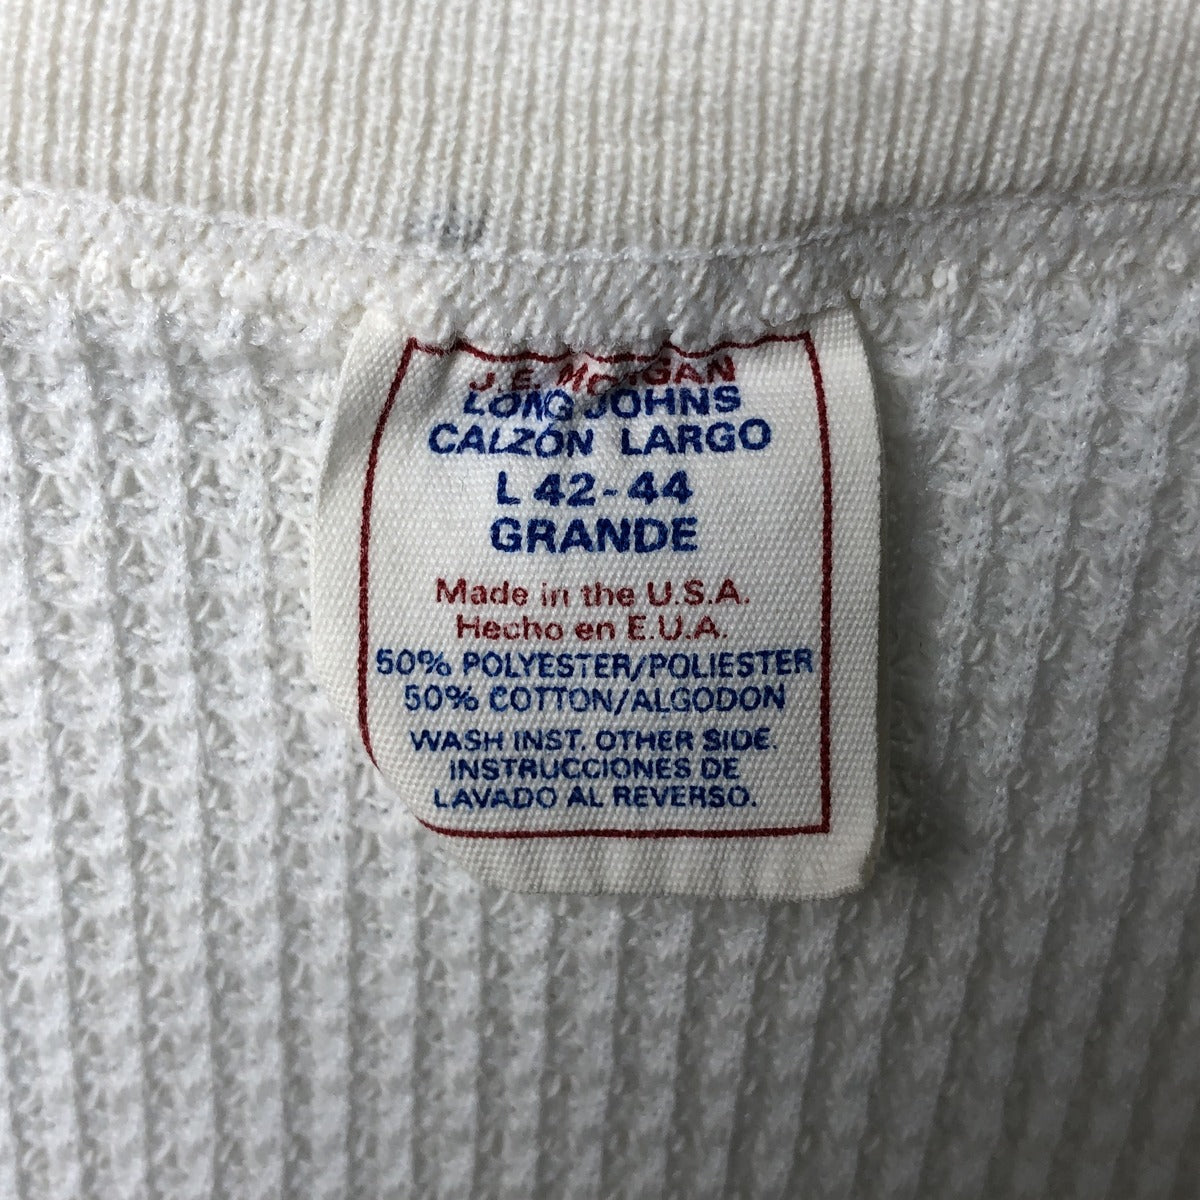 J.E. MORGAN
LONG JOHNS
CALZÓN LARGO
L 42-44
GRANDE
Made in the U.S.A.
Hecho en E.U.A.
50% POLYESTER/POLIESTER
50% COTTON/ALGODON
WASH INST. OTHER SIDE.
INSTRUCCIONES DE
LAVADO AL REVERSO.